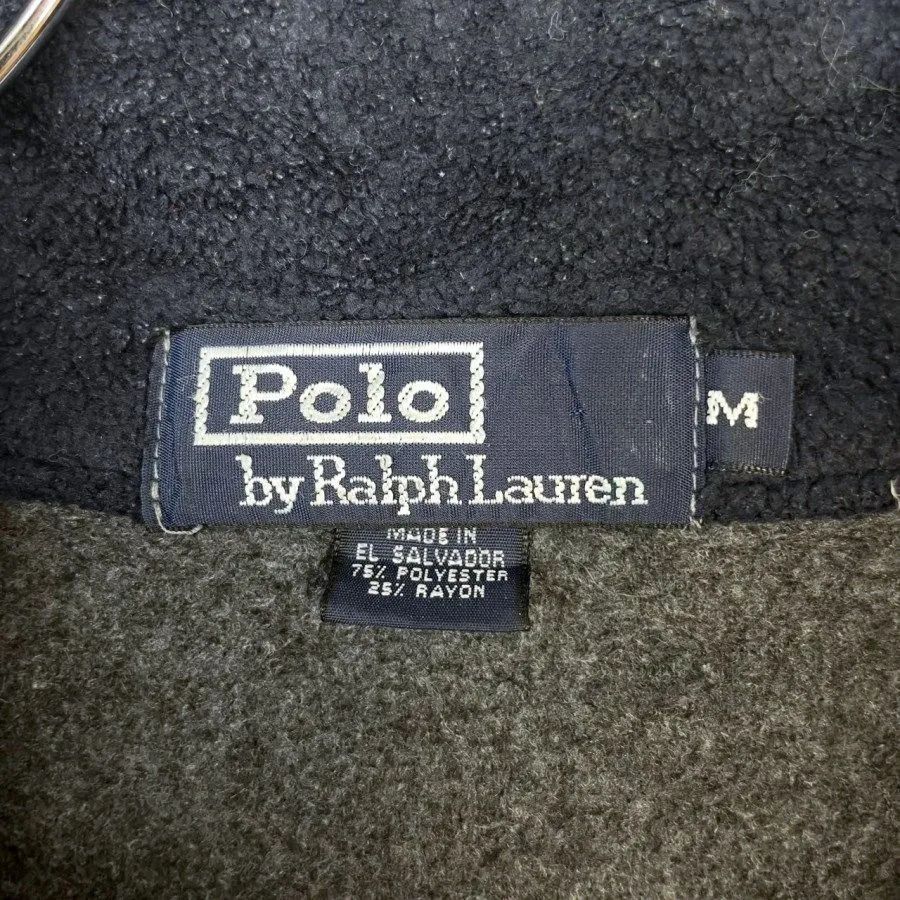 Polo
by Ralph Lauren
M
MADE IN
EL SALVADOR
75% POLYESTER
25% RAYON